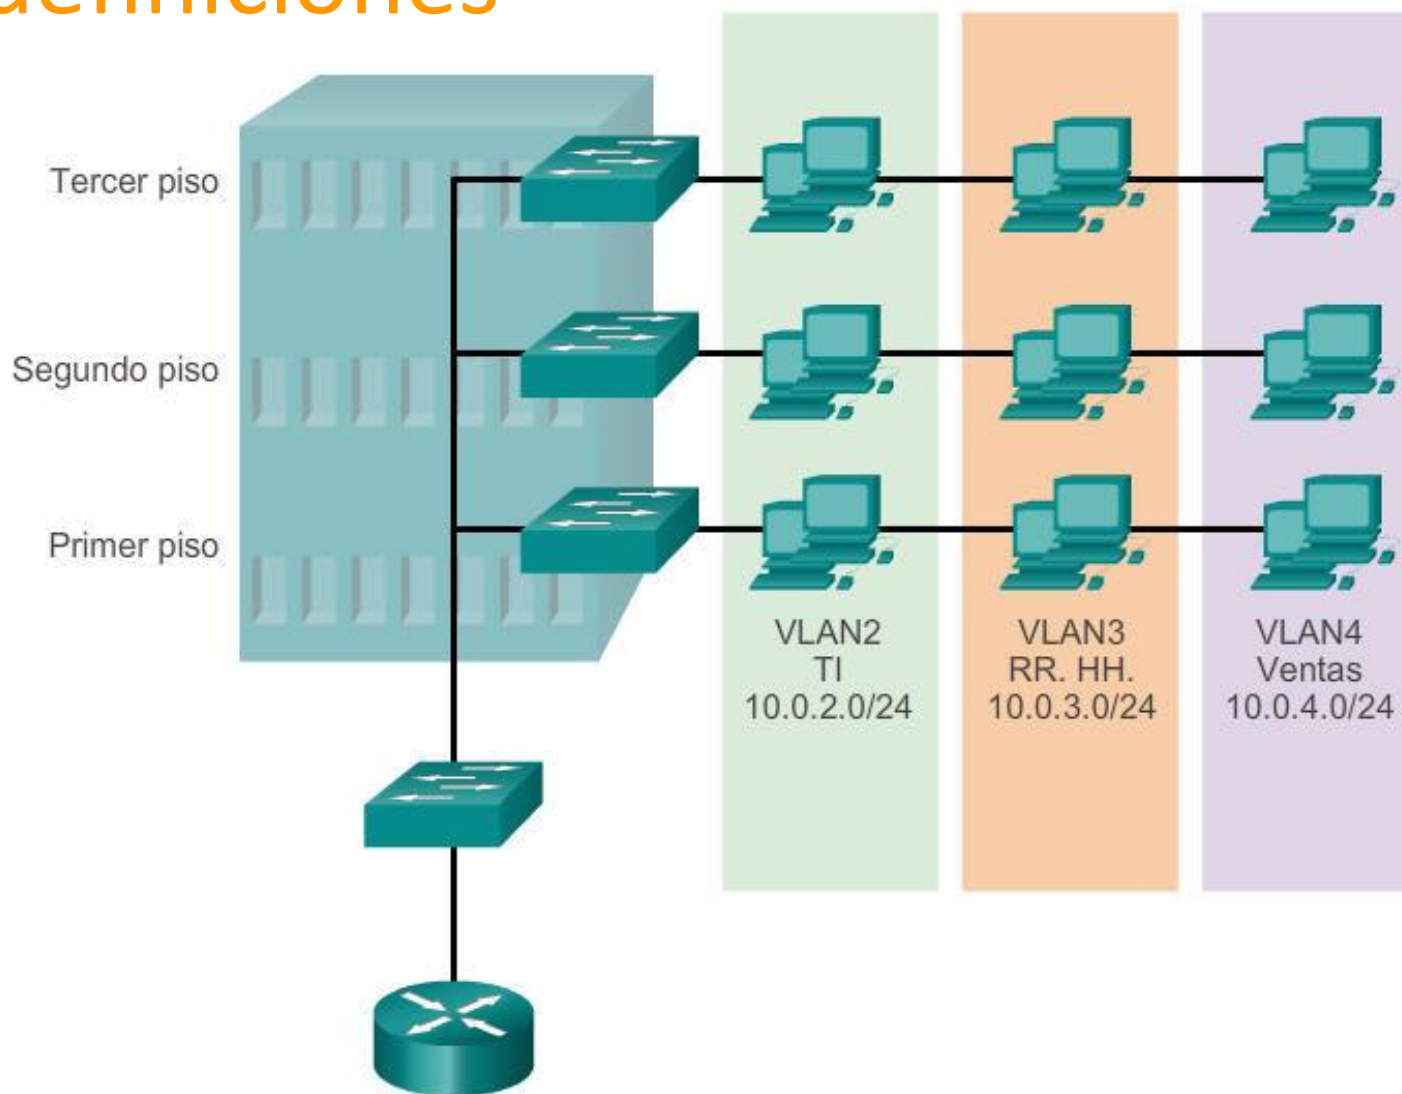 definiciones
Tercer piso
Segundo piso
Primer piso
VLAN2
TI
10.0.2.0/24
VLAN3
RR. HH.
10.0.3.0/24
VLAN4
Ventas
10.0.4.0/24